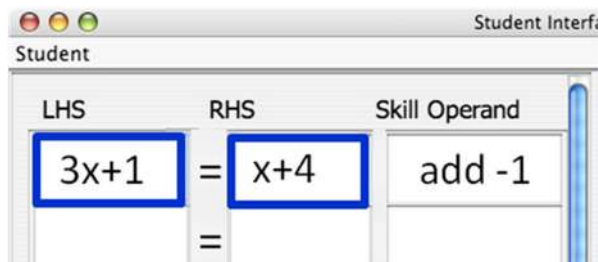 Student Interfa
Student
LHS RHS Skill Operand
3x+1 = x+4 add -1
=